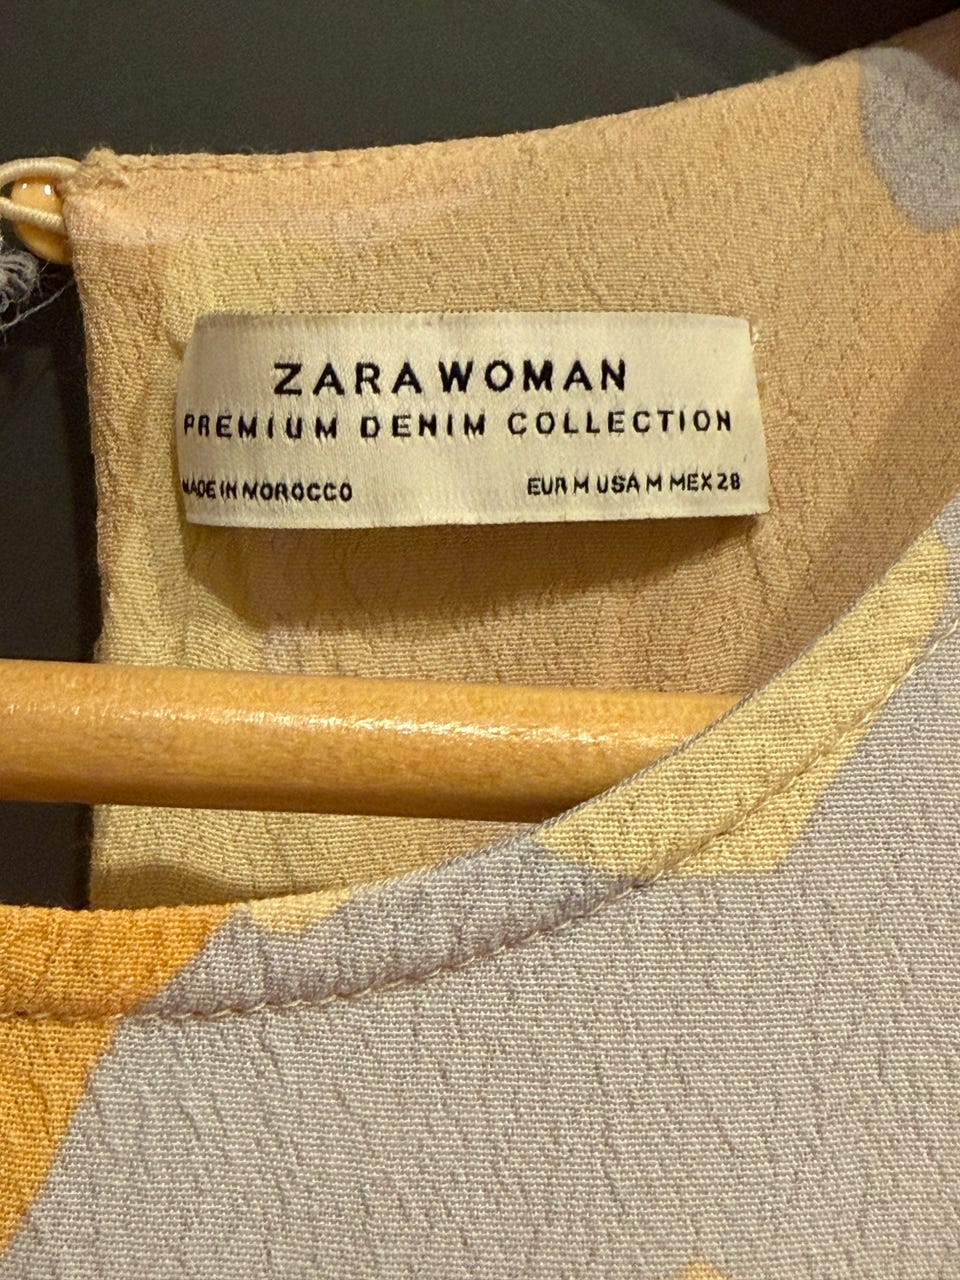 ZARA WOMAN
PREMIUM DENIM COLLECTION
MADE IN MOROCCO EUR M USA M MEX 28